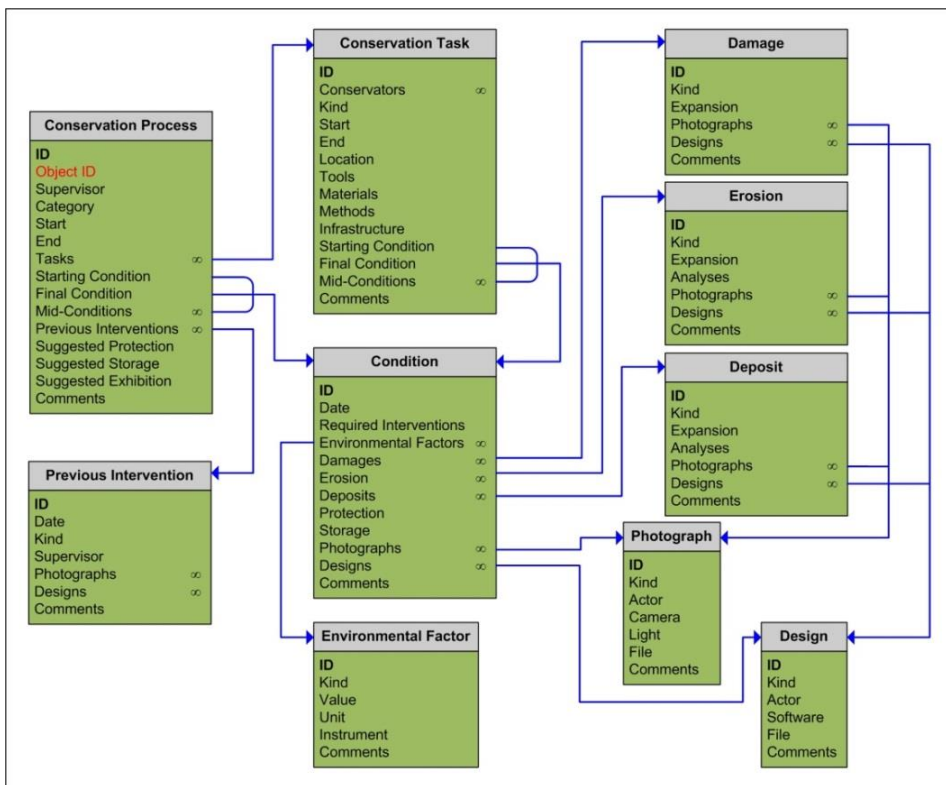 Conservation Process
ID
Object ID
Supervisor
Category
Start
End
Tasks ∞
Starting Condition
Final Condition
Mid-Conditions ∞
Previous Interventions ∞
Suggested Protection
Suggested Storage
Suggested Exhibition
Comments
Previous Intervention
ID
Date
Kind
Supervisor
Photographs ∞
Designs ∞
Comments
Conservation Task
ID
Conservators ∞
Kind
Start
End
Location
Tools
Materials
Methods
Infrastructure
Starting Condition
Final Condition
Mid-Conditions ∞
Comments
Condition
ID
Date
Required Interventions
Environmental Factors ∞
Damages ∞
Erosion ∞
Deposits ∞
Protection
Storage
Photographs ∞
Designs ∞
Comments
Environmental Factor
ID
Kind
Value
Unit
Instrument
Comments
Damage
ID
Kind
Expansion
Photographs ∞
Designs ∞
Comments
Erosion
ID
Kind
Expansion
Analyses
Photographs ∞
Designs ∞
Comments
Deposit
ID
Kind
Expansion
Analyses
Photographs ∞
Designs ∞
Comments
Photograph
ID
Kind
Actor
Camera
Light
File
Comments
Design
ID
Kind
Actor
Software
File
Comments